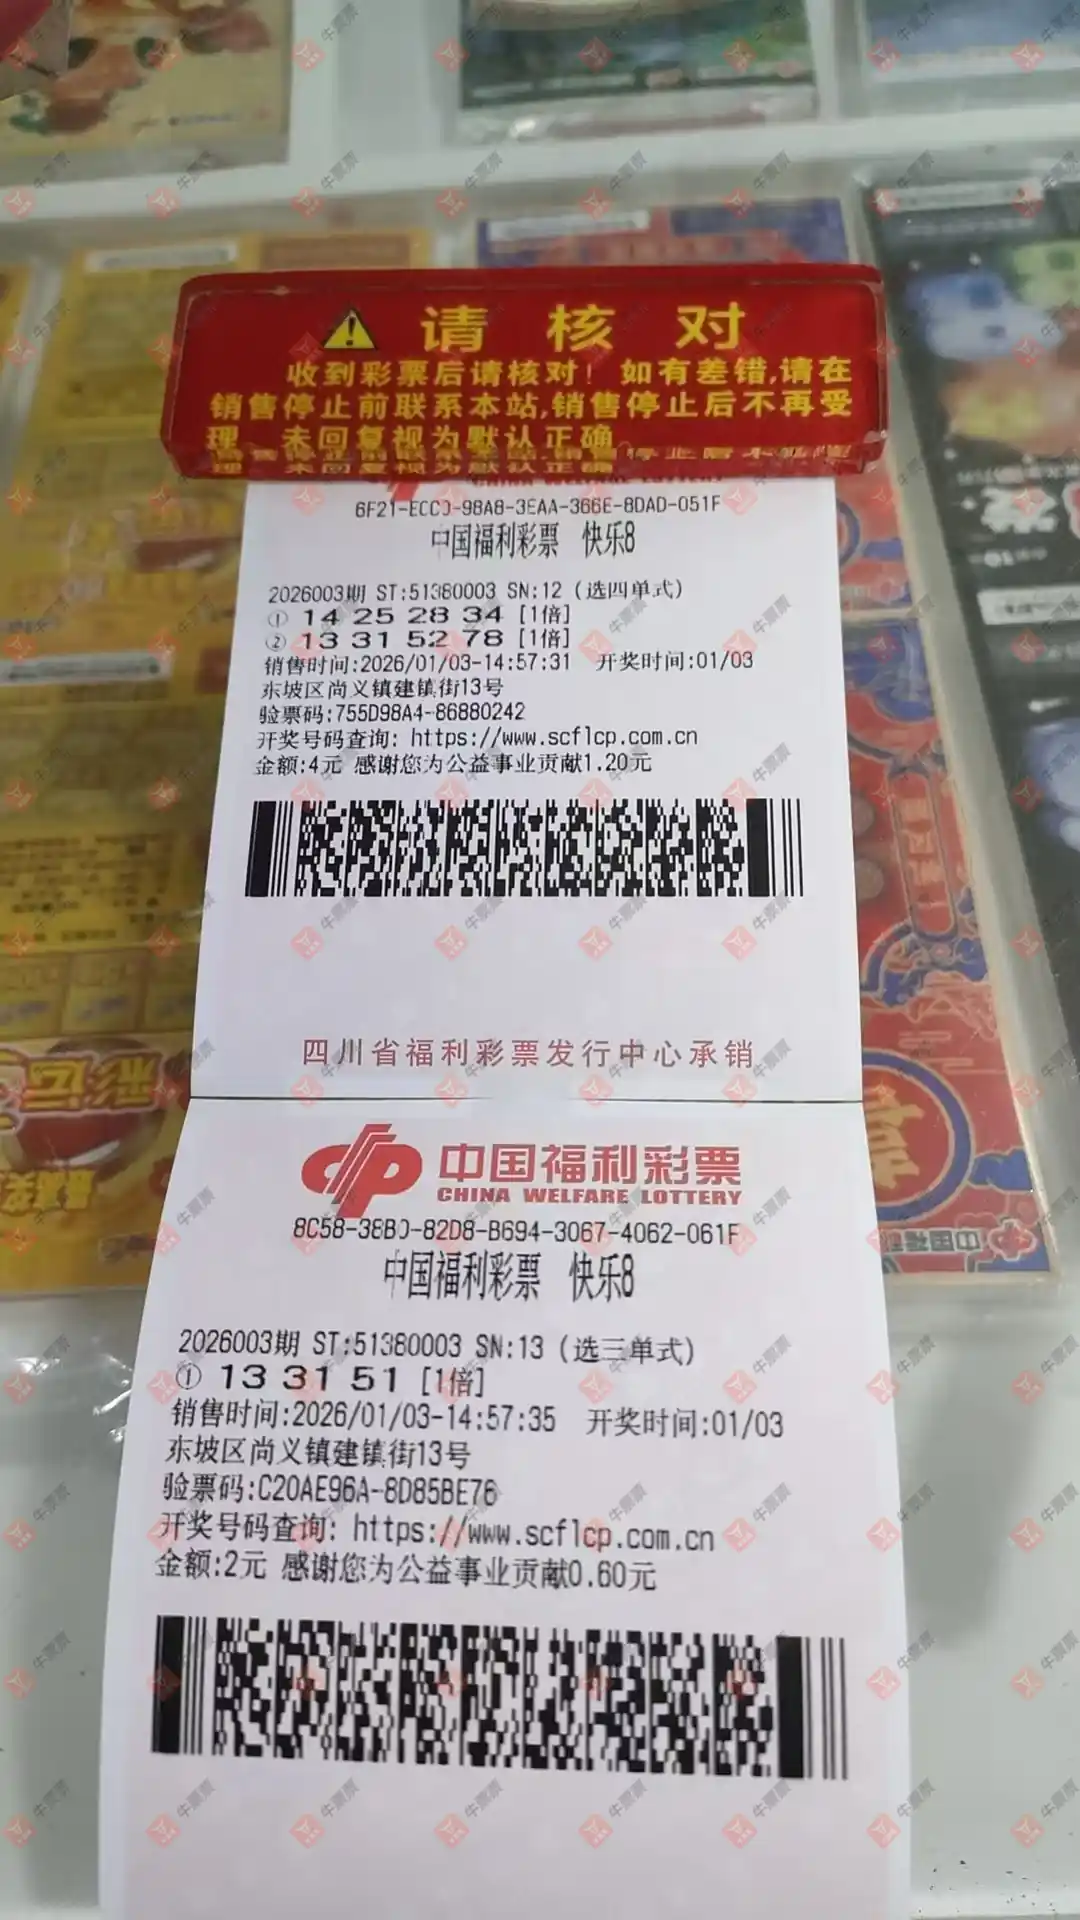 请核对
收到彩票后请核对！如有差错,请在
销售停止前联系本站,销售停止后不再受
理，未回复视为默认正确
CHINA WELFARE LOTTERY
6F21-ECC0-98A8-3EAA-366E-8DAD-051F
中国福利彩票 快乐8
2026003期 ST:51380003 SN:12 (选四单式)
① 14 25 28 34 [1倍]
② 13 31 52 78 [1倍]
销售时间:2026/01/03-14:57:31 开奖时间:01/03
东坡区尚义镇建镇街13号
验票码:755D98A4-86880242
开奖号码查询: https://www.scflcp.com.cn
金额:4元 感谢您为公益事业贡献1.20元
四川省福利彩票发行中心承销
中国福利彩票
CHINA WELFARE LOTTERY
8C58-38B0-82D8-B694-3067-4062-061F
中国福利彩票 快乐8
2026003期 ST:51380003 SN:13 (选三单式)
① 13 31 51 [1倍]
销售时间:2026/01/03-14:57:35 开奖时间:01/03
东坡区尚义镇建镇街13号
验票码:C20AE96A-8D85BE76
开奖号码查询: https://www.scflcp.com.cn
金额:2元 感谢您为公益事业贡献0.60元
彩运
中国福
牛票票